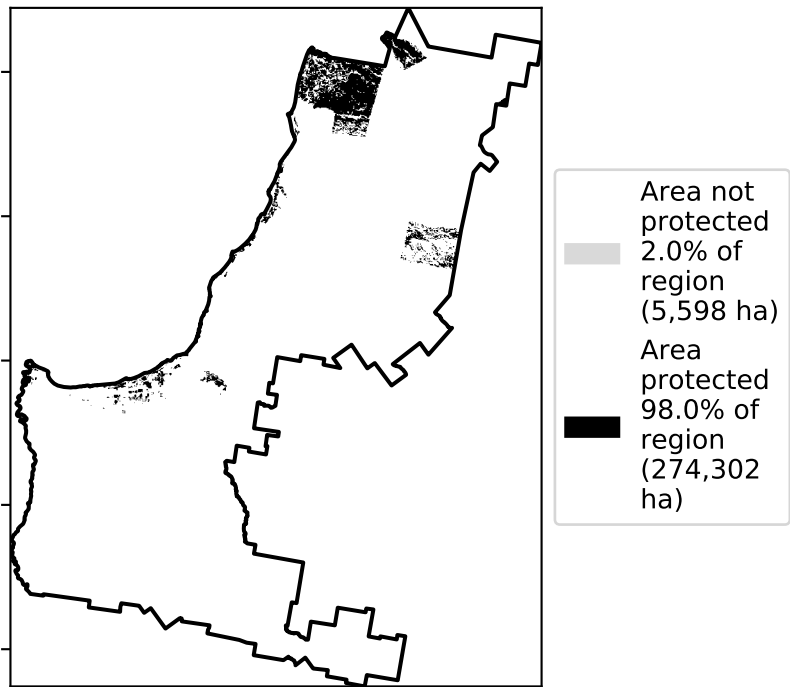 Area not
protected
2.0% of
region
(5,598 ha)
Area
protected
98.0% of
region
(274,302
ha)